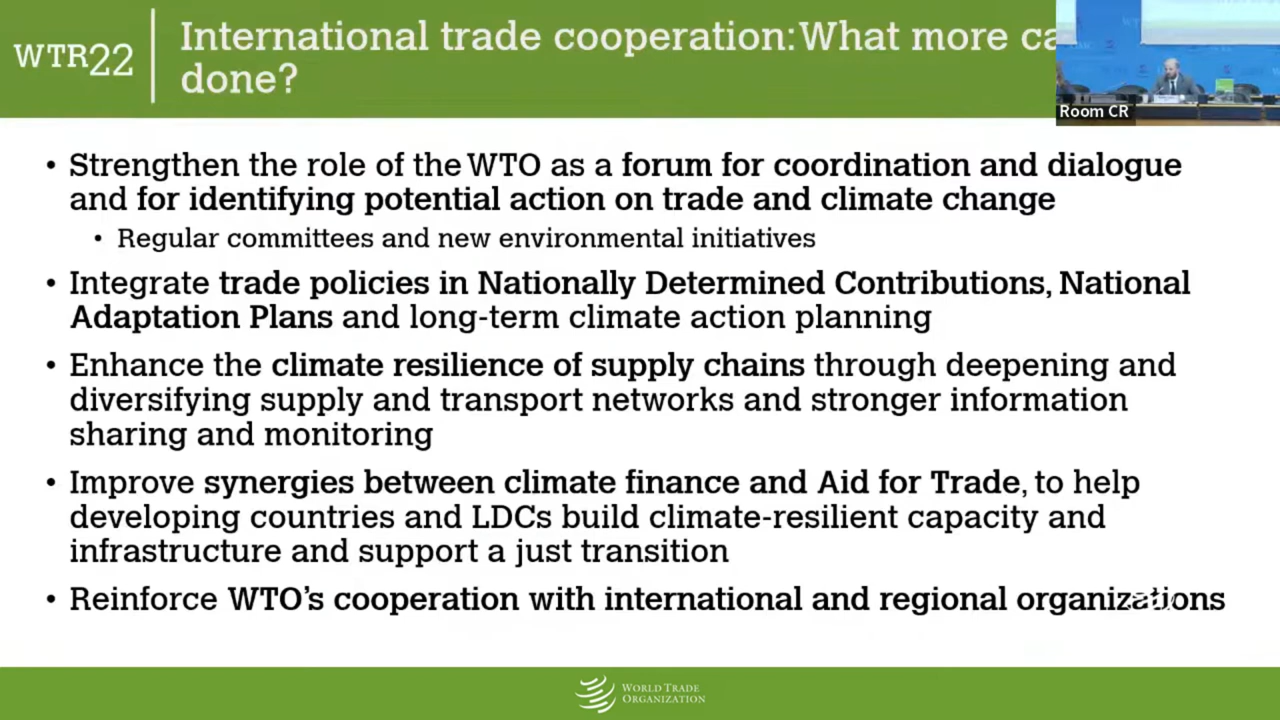 WTR22
International trade cooperation: What more ca
done?
Room CR
• Strengthen the role of the WTO as a forum for coordination and dialogue
and for identifying potential action on trade and climate change
• Regular committees and new environmental initiatives
• Integrate trade policies in Nationally Determined Contributions, National
Adaptation Plans and long-term climate action planning
• Enhance the climate resilience of supply chains through deepening and
diversifying supply and transport networks and stronger information
sharing and monitoring
• Improve synergies between climate finance and Aid for Trade, to help
developing countries and LDCs build climate-resilient capacity and
infrastructure and support a just transition
• Reinforce WTO's cooperation with international and regional organizations
WORLD TRADE
ORGANIZATION